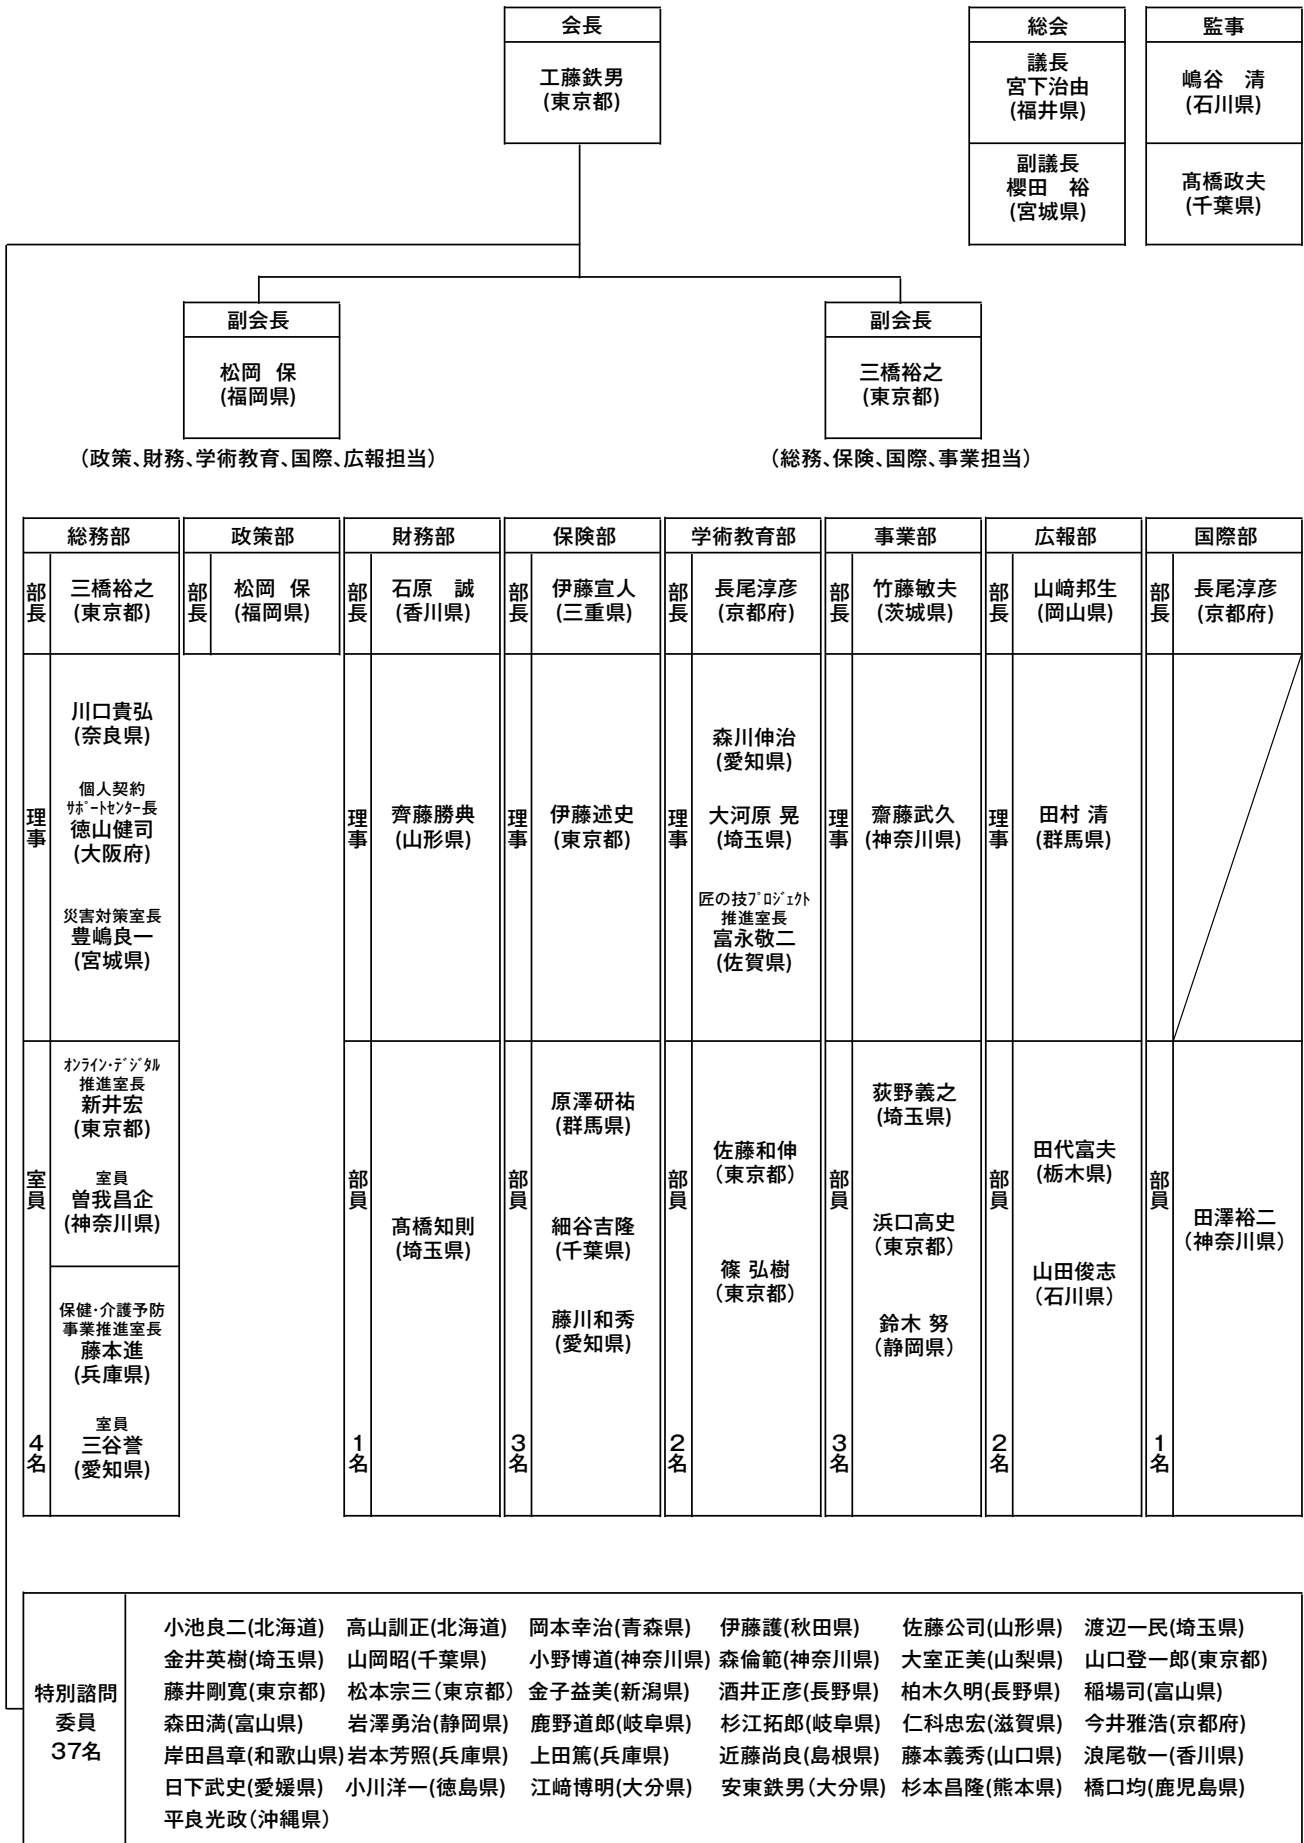 会長
工藤鉄男
(東京都)
総会
議長
宮下治由
(福井県)
副議長
櫻田　裕
(宮城県)
監事
嶋谷　清
(石川県)
髙橋政夫
(千葉県)
副会長
松岡 保
(福岡県)
(政策、財務、学術教育、国際、広報担当)
副会長
三橋裕之
(東京都)
(総務、保険、国際、事業担当)
総務部
部長
三橋裕之
(東京都)
理事
川口貴弘
(奈良県)
個人契約
ｻﾎﾟｰﾄｾﾝﾀｰ長
徳山健司
(大阪府)
災害対策室長
豊嶋良一
(宮城県)
室員
4名
ｵﾝﾗｲﾝ・ﾃﾞｼﾞﾀﾙ
推進室長
新井宏
(東京都)
室員
曽我昌企
(神奈川県)
保健・介護予防
事業推進室長
藤本進
(兵庫県)
室員
三谷誉
(愛知県)
政策部
部長
松岡 保
(福岡県)
財務部
部長
石原　誠
(香川県)
理事
齊藤勝典
(山形県)
部員
1名
髙橋知則
(埼玉県)
保険部
部長
伊藤宣人
(三重県)
理事
伊藤述史
(東京都)
部員
3名
原澤研祐
(群馬県)
細谷吉隆
(千葉県)
藤川和秀
(愛知県)
学術教育部
部長
長尾淳彦
(京都府)
理事
森川伸治
(愛知県)
大河原 晃
(埼玉県)
匠の技ﾌﾟﾛｼﾞｪｸﾄ
推進室長
富永敬二
(佐賀県)
部員
2名
佐藤和伸
(東京都)
篠 弘樹
(東京都)
事業部
部長
竹藤敏夫
(茨城県)
理事
齋藤武久
(神奈川県)
部員
3名
荻野義之
(埼玉県)
浜口高史
(東京都)
鈴木 努
(静岡県)
広報部
部長
山﨑邦生
(岡山県)
理事
田村 清
(群馬県)
部員
2名
田代富夫
(栃木県)
山田俊志
(石川県)
国際部
部長
長尾淳彦
(京都府)
部員
1名
田澤裕二
(神奈川県)
特別諮問
委員
37名
小池良二(北海道) 高山訓正(北海道) 岡本幸治(青森県) 伊藤護(秋田県) 佐藤公司(山形県) 渡辺一民(埼玉県)
金井英樹(埼玉県) 山岡昭(千葉県) 小野博道(神奈川県) 森倫範(神奈川県) 大室正美(山梨県) 山口登一郎(東京都)
藤井剛寛(東京都) 松本宗三(東京都) 金子益美(新潟県) 酒井正彦(長野県) 柏木久明(長野県) 稲場司(富山県)
森田満(富山県) 岩澤勇治(静岡県) 鹿野道郎(岐阜県) 杉江拓郎(岐阜県) 仁科忠宏(滋賀県) 今井雅浩(京都府)
岸田昌章(和歌山県) 岩本芳照(兵庫県) 上田篤(兵庫県) 近藤尚良(島根県) 藤本義秀(山口県) 浪尾敬一(香川県)
日下武史(愛媛県) 小川洋一(徳島県) 江﨑博明(大分県) 安東鉄男(大分県) 杉本昌隆(熊本県) 橋口均(鹿児島県)
平良光政(沖縄県)